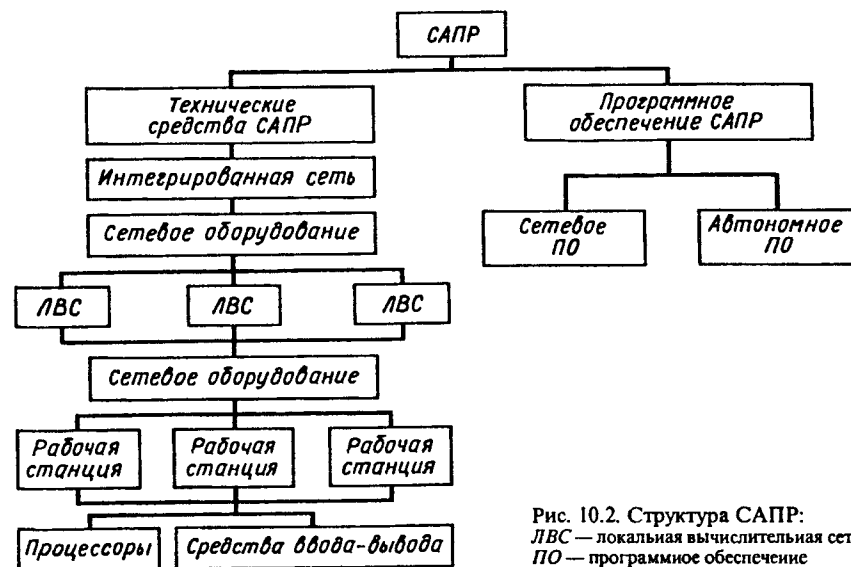 САПР
Технические
средства САПР
Программное
обеспечение САПР
Интегрированная сеть
Сетевое оборудование
Сетевое
ПО
Автономное
ПО
ЛВС
ЛВС
ЛВС
Сетевое оборудование
Рабочая
станция
Рабочая
станция
Рабочая
станция
Процессоры
Средства ввода-вывода
Рис. 10.2. Структура САПР:
ЛВС — локальная вычислительная сет
ПО — программное обеспечение